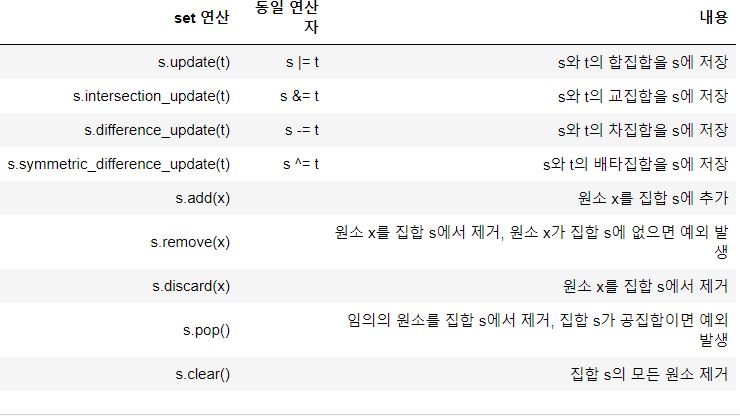 set 연산 동일 연산
자 내용
s.update(t) s |= t s와 t의 합집합을 s에 저장
s.intersection_update(t) s &= t s와 t의 교집합을 s에 저장
s.difference_update(t) s -= t s와 t의 차집합을 s에 저장
s.symmetric_difference_update(t) s ^= t s와 t의 배타집합을 s에 저장
s.add(x) 원소 x를 집합 s에 추가
s.remove(x) 원소 x를 집합 s에서 제거, 원소 x가 집합 s에 없으면 예외 발
생
s.discard(x) 원소 x를 집합 s에서 제거
s.pop() 임의의 원소를 집합 s에서 제거, 집합 s가 공집합이면 예외
발생
s.clear() 집합 s의 모든 원소 제거